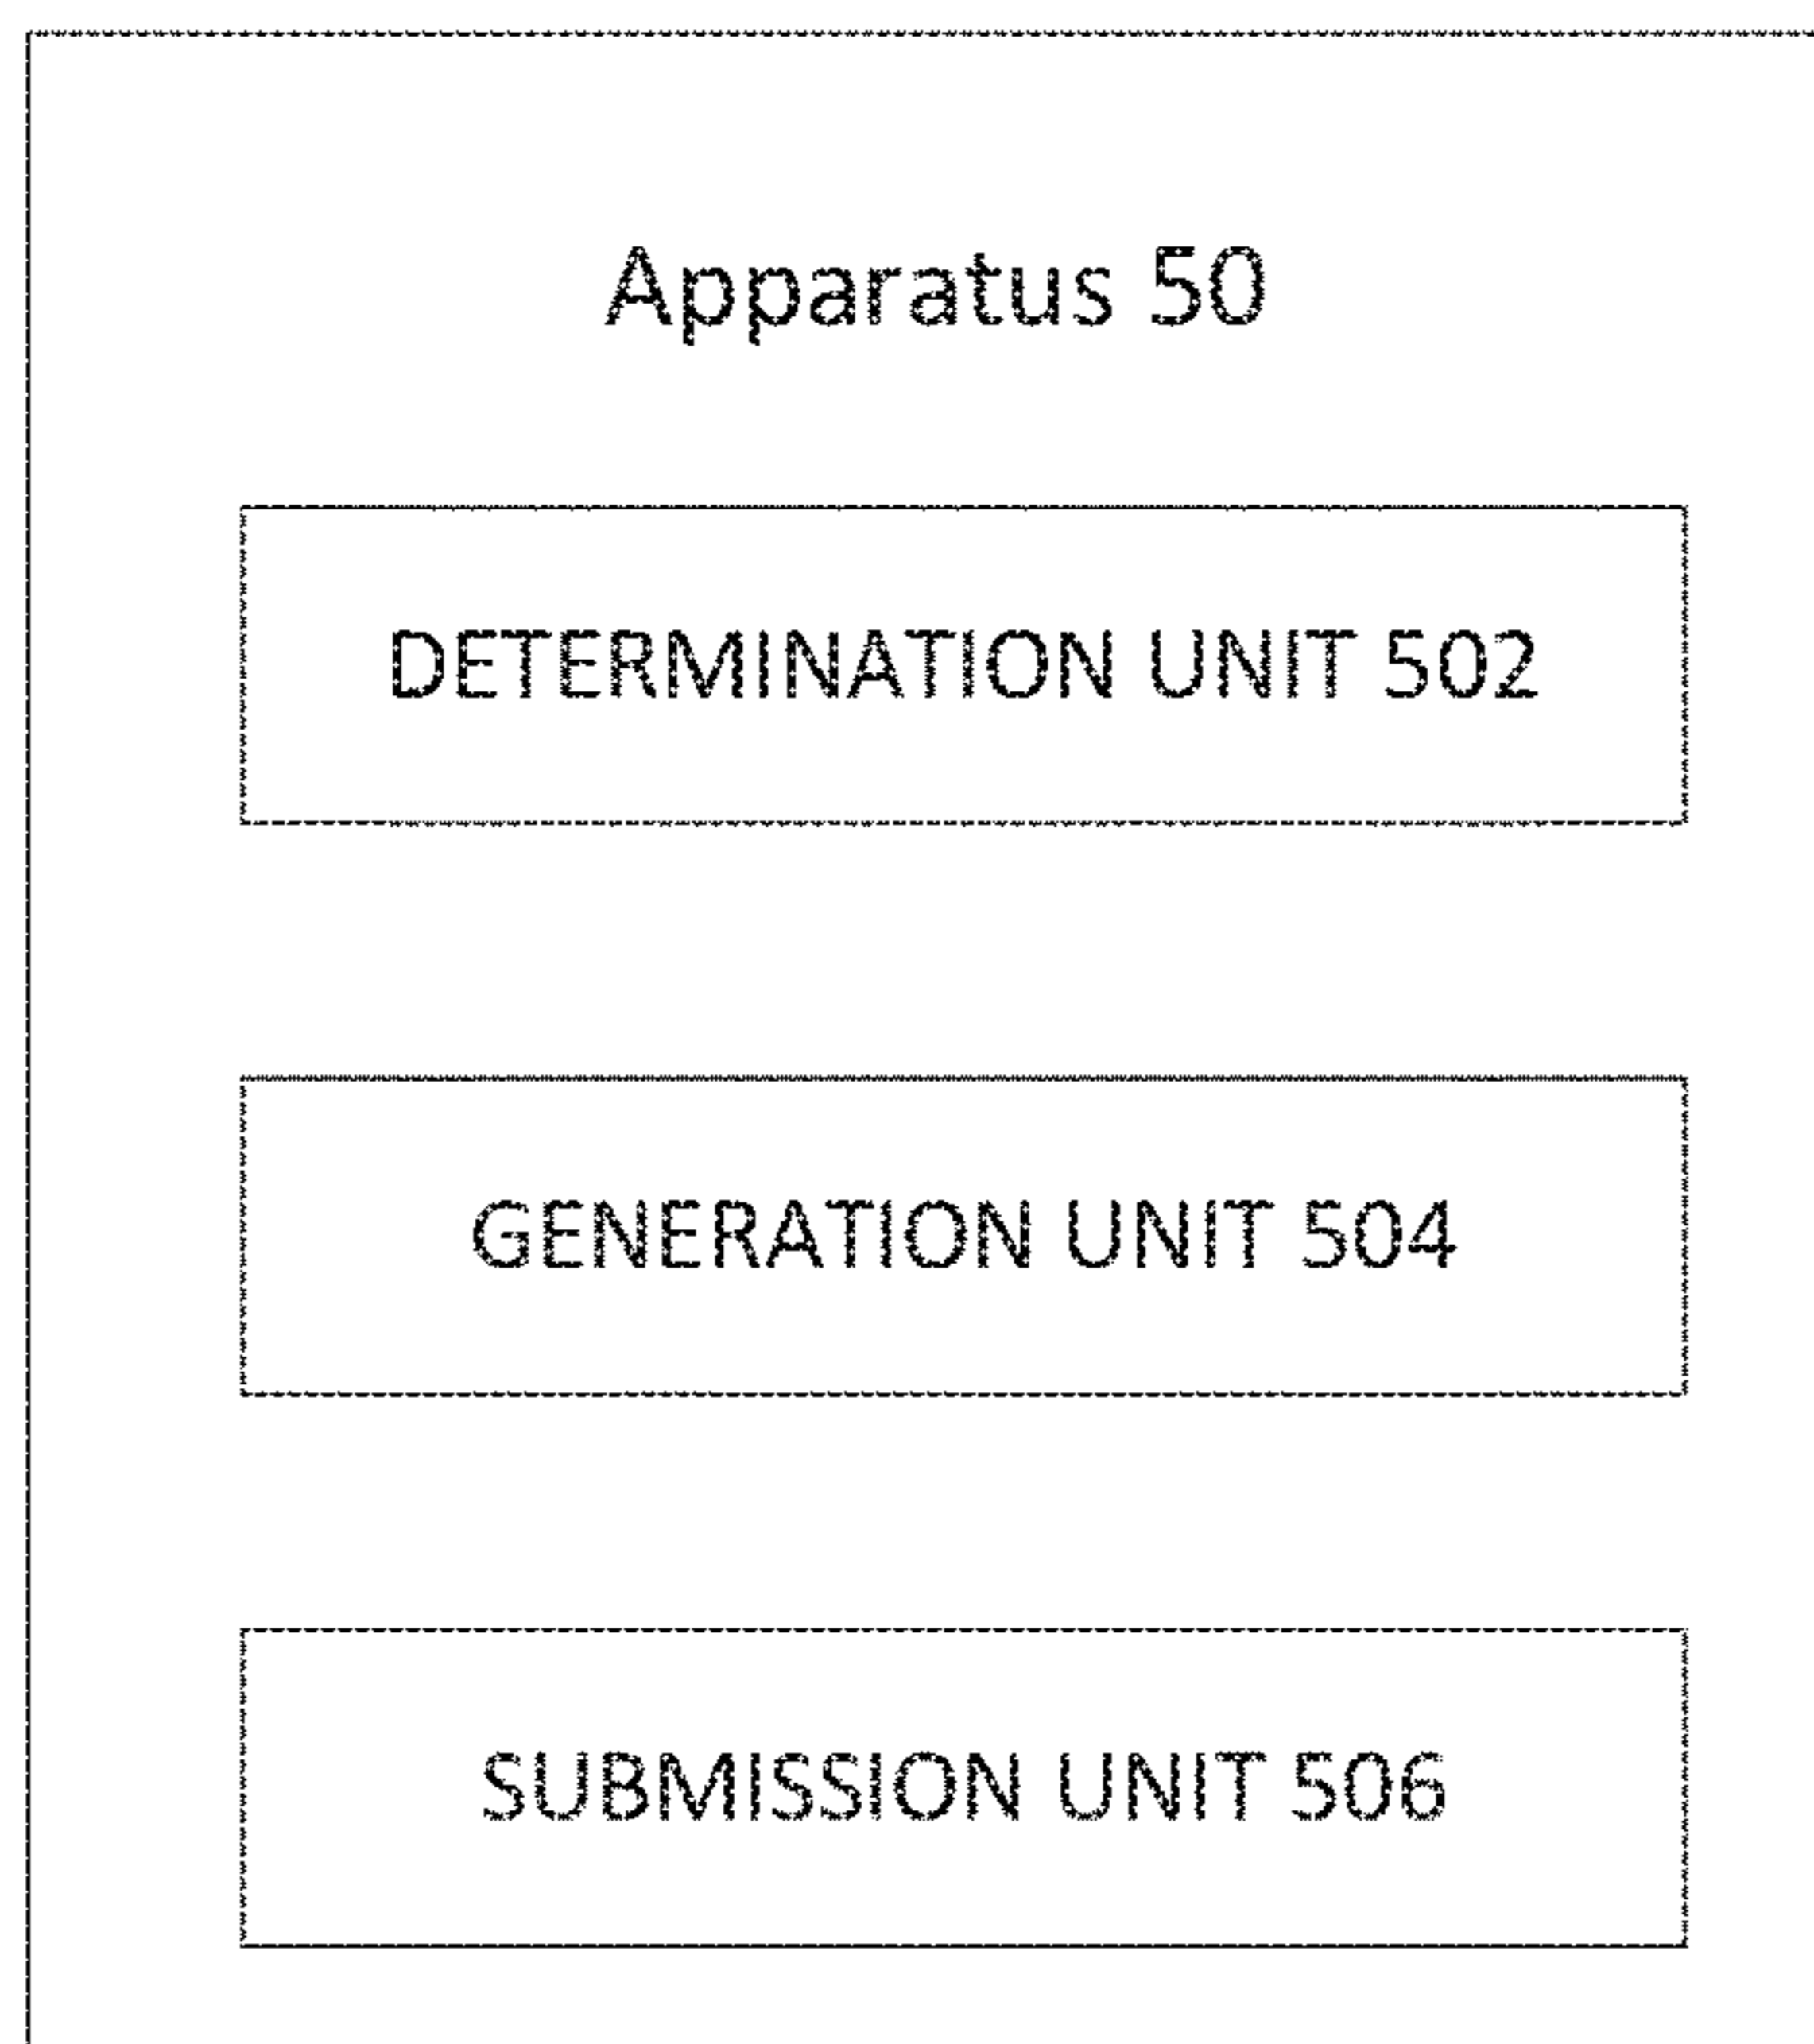 Apparatus 50
DETERMINATION UNIT 502
GENERATION UNIT 504
SUBMISSION UNIT 506